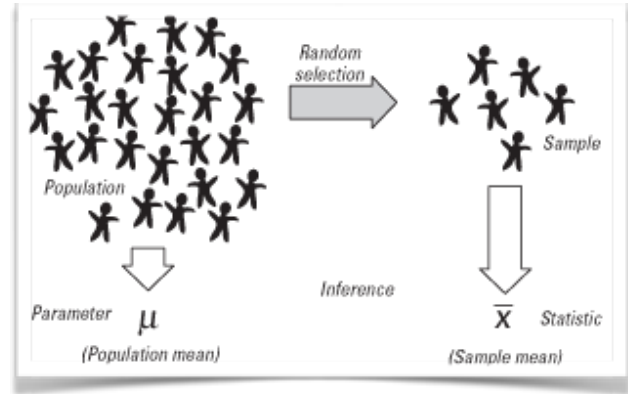 Random
selection
Sample
Population
Inference
Parameter μ
x̄ Statistic
(Population mean)
(Sample mean)